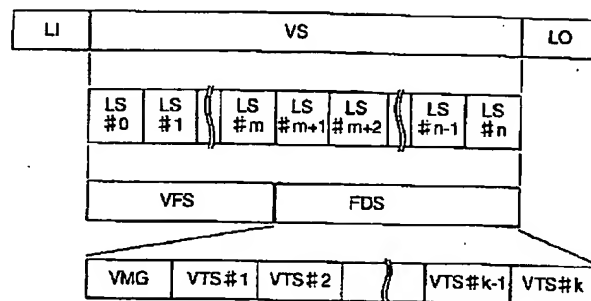 LI VS LO
LS #0 LS #1 LS #m LS #m+1 LS #m+2 LS #n-1 LS #n
VFS FDS
VMG VTS#1 VTS#2 VTS#k-1 VTS#k